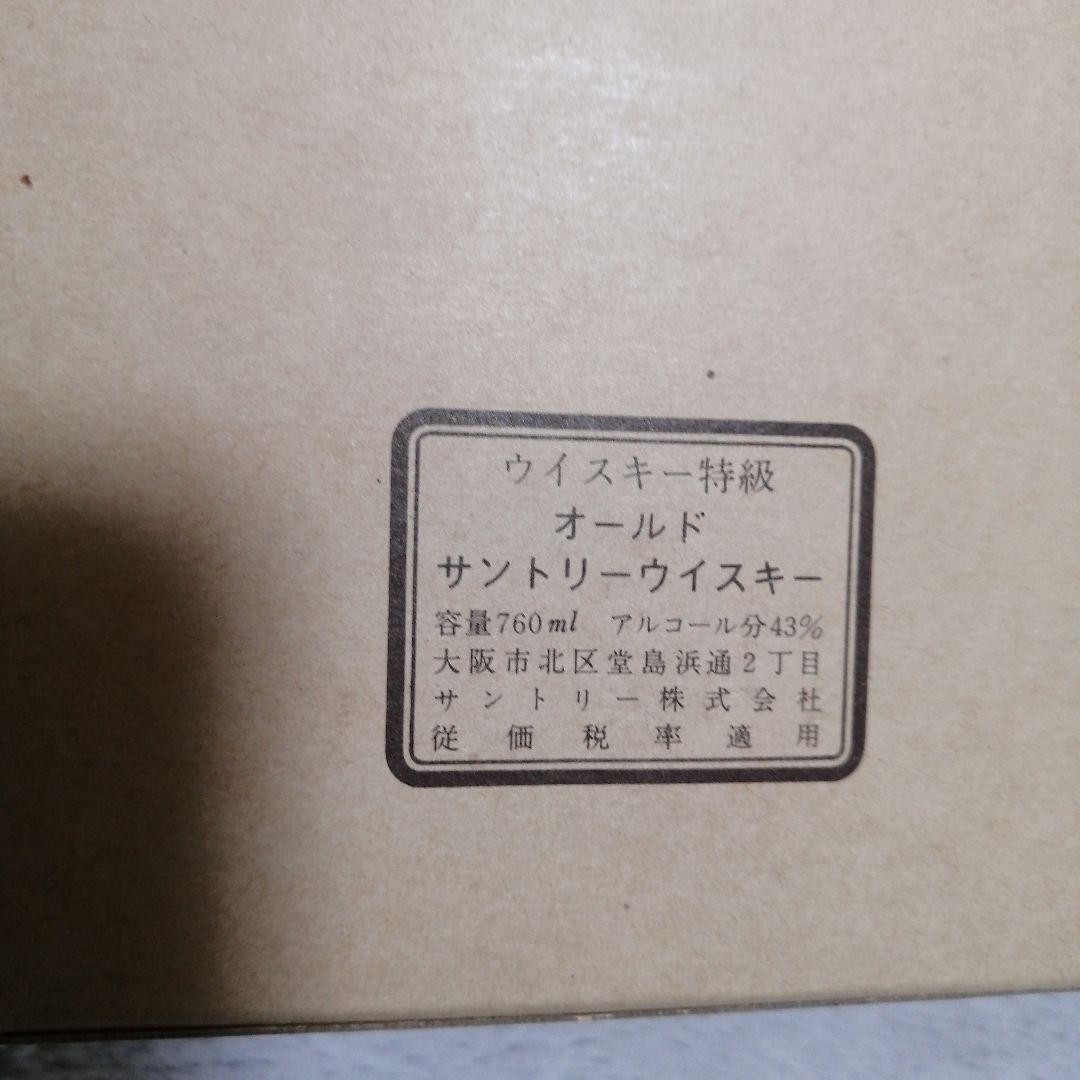 ウイスキー特級
オールド
サントリーウイスキー
容量760ml アルコール分43%
大阪市北区堂島浜通2丁目
サントリー株式会社
従価税率適用